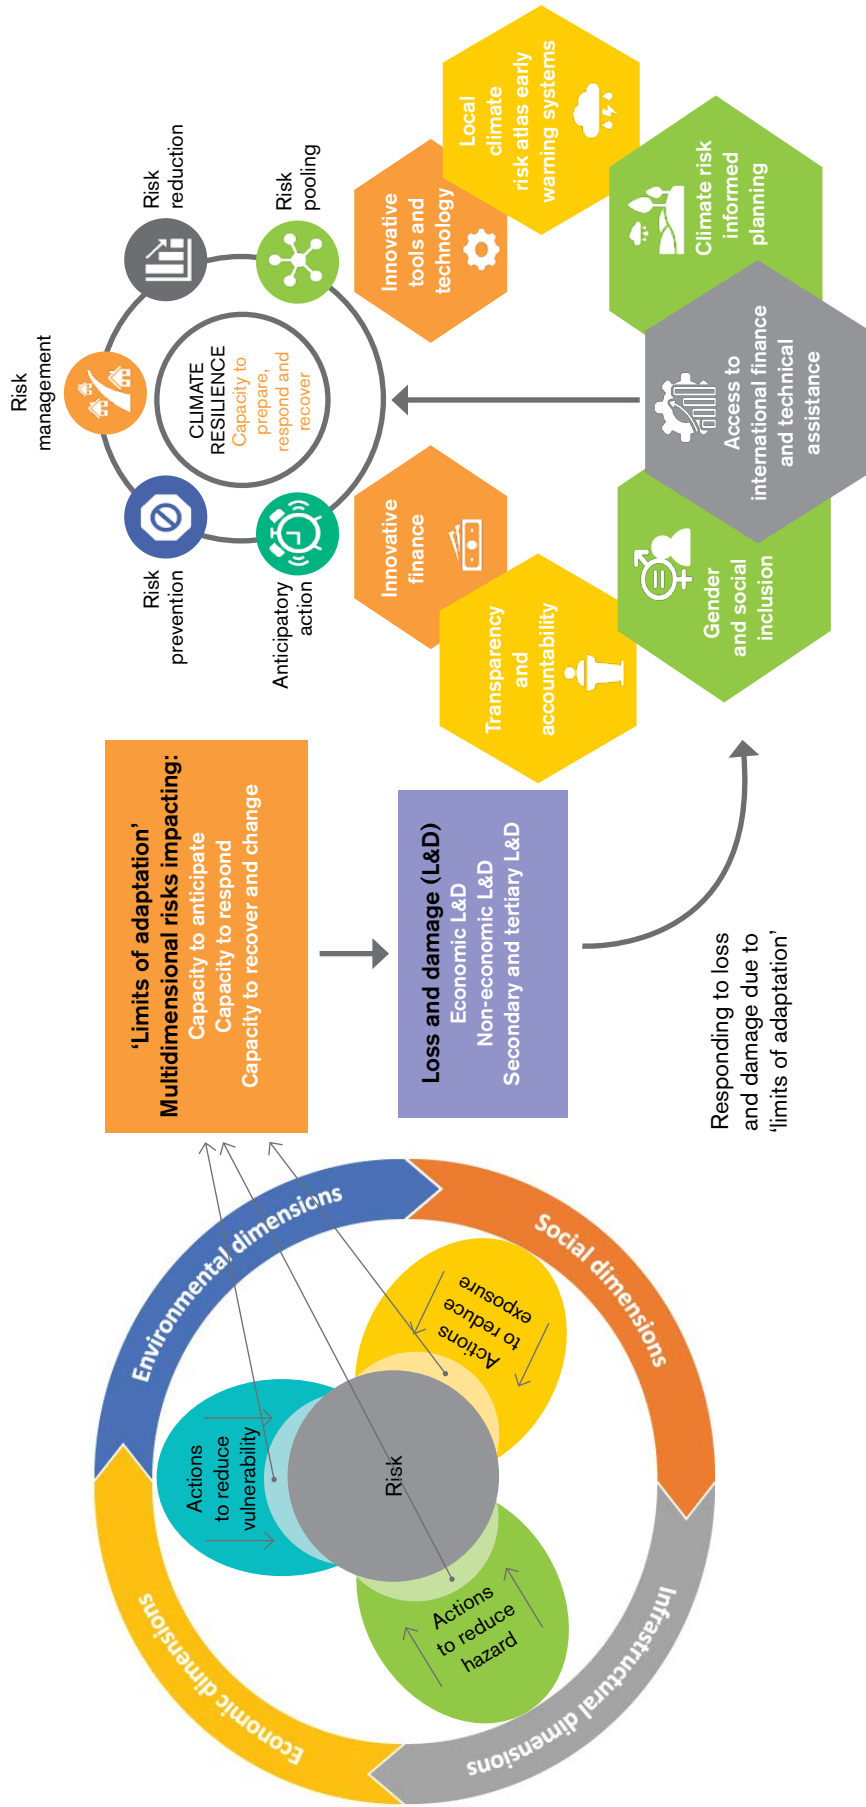 Economic dimensions
Environmental dimensions
Infrastructural dimensions
Social dimensions
Actions
to reduce
vulnerability
Risk
Actions
to reduce
hazard
Actions
to reduce
exposure
‘Limits of adaptation’
Multidimensional risks impacting:
Capacity to anticipate
Capacity to respond
Capacity to recover and change
Loss and damage (L&D)
Economic L&D
Non-economic L&D
Secondary and tertiary L&D
Responding to loss
and damage due to
‘limits of adaptation’
Risk
management
Risk
prevention
Risk
reduction
Anticipatory
action
Risk
pooling
CLIMATE
RESILIENCE
Capacity to
prepare,
respond and
recover
Innovative
finance
Innovative
tools and
technology
Transparency
and
accountability
Local
climate
risk atlas early
warning systems
Gender
and social
inclusion
Climate risk
informed
planning
Access to
international finance
and technical
assistance